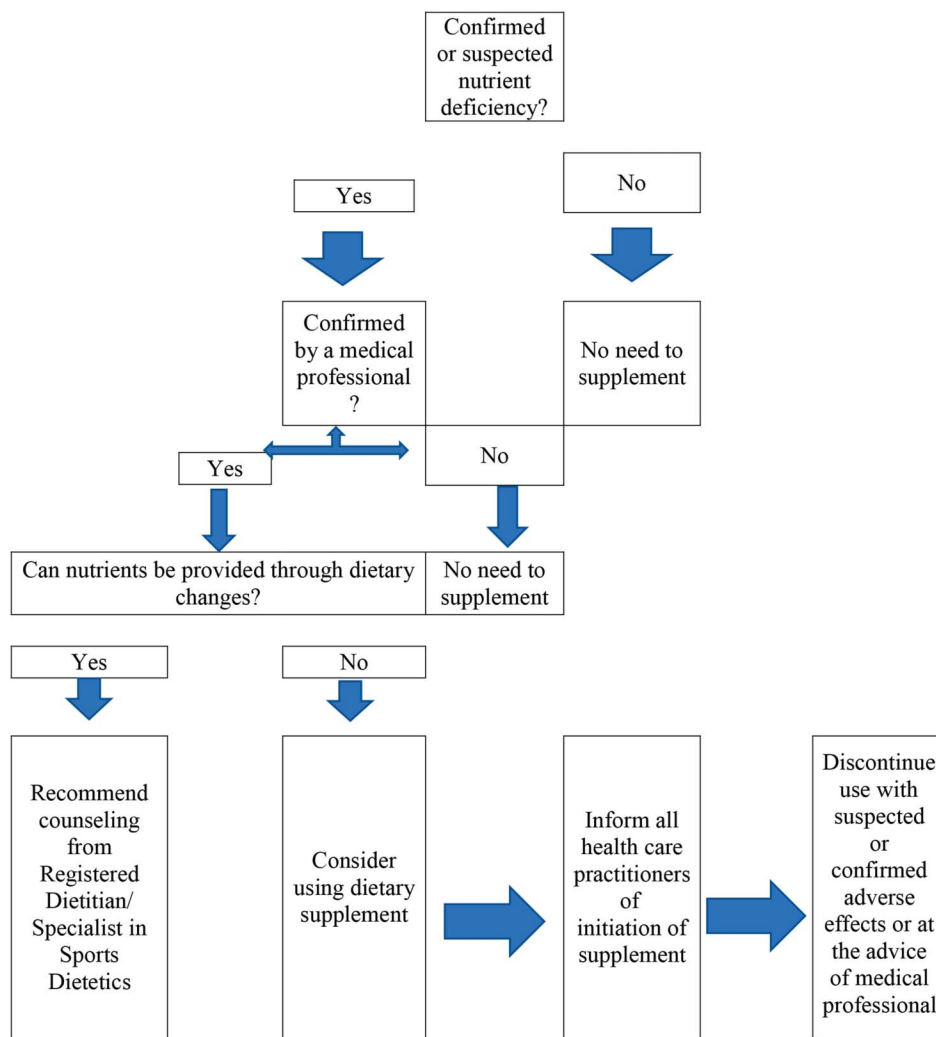 Confirmed
or suspected
nutrient
deficiency?
Yes
No
Confirmed
by a medical
professional
?
No need to
supplement
Yes
No
Can nutrients be provided through dietary
changes?
No need to
supplement
Yes
No
Recommend
counseling
from
Registered
Dietitian/
Specialist in
Sports
Dietetics
Consider
using dietary
supplement
Inform all
health care
practitioners
of
initiation of
supplement
Discontinue
use with
suspected
or
confirmed
adverse
effects or at
the advice
of medical
professional